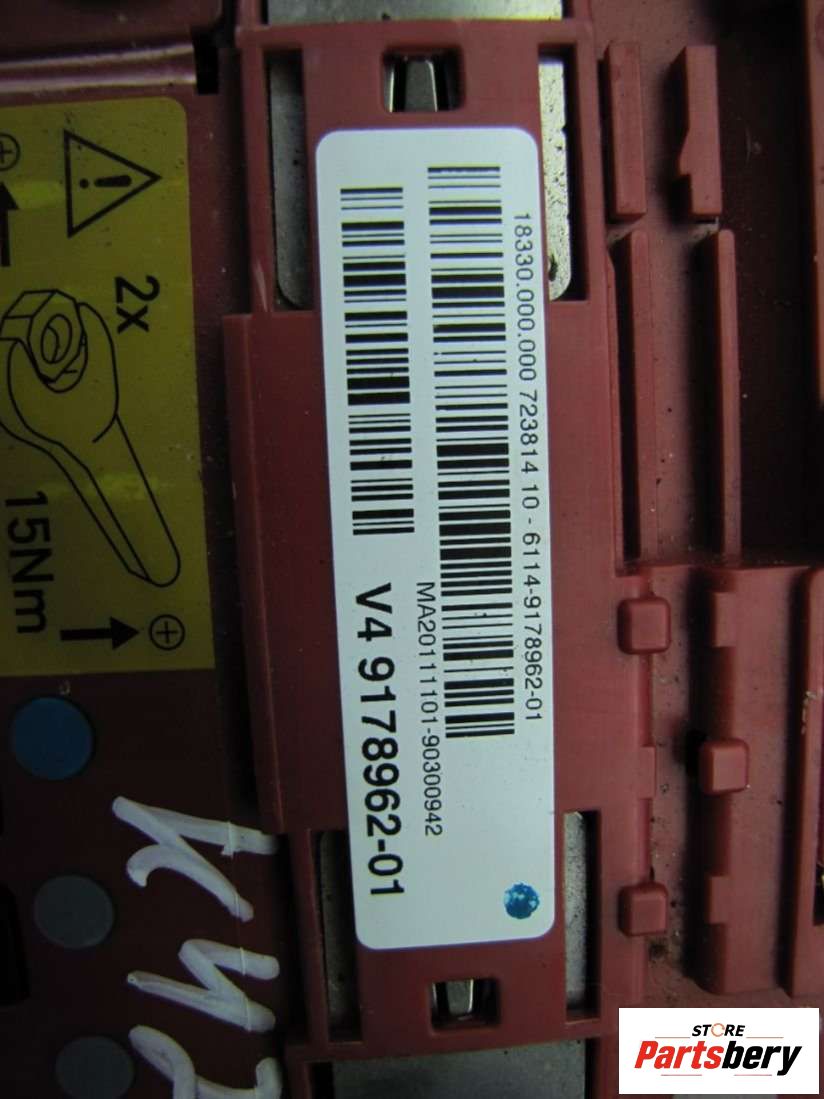 18330.000.000 723814 10 - 6114-9178962-01
MA20111101-90300942
V4 9178962-01
2x
15Nm
STORE
Partsbery